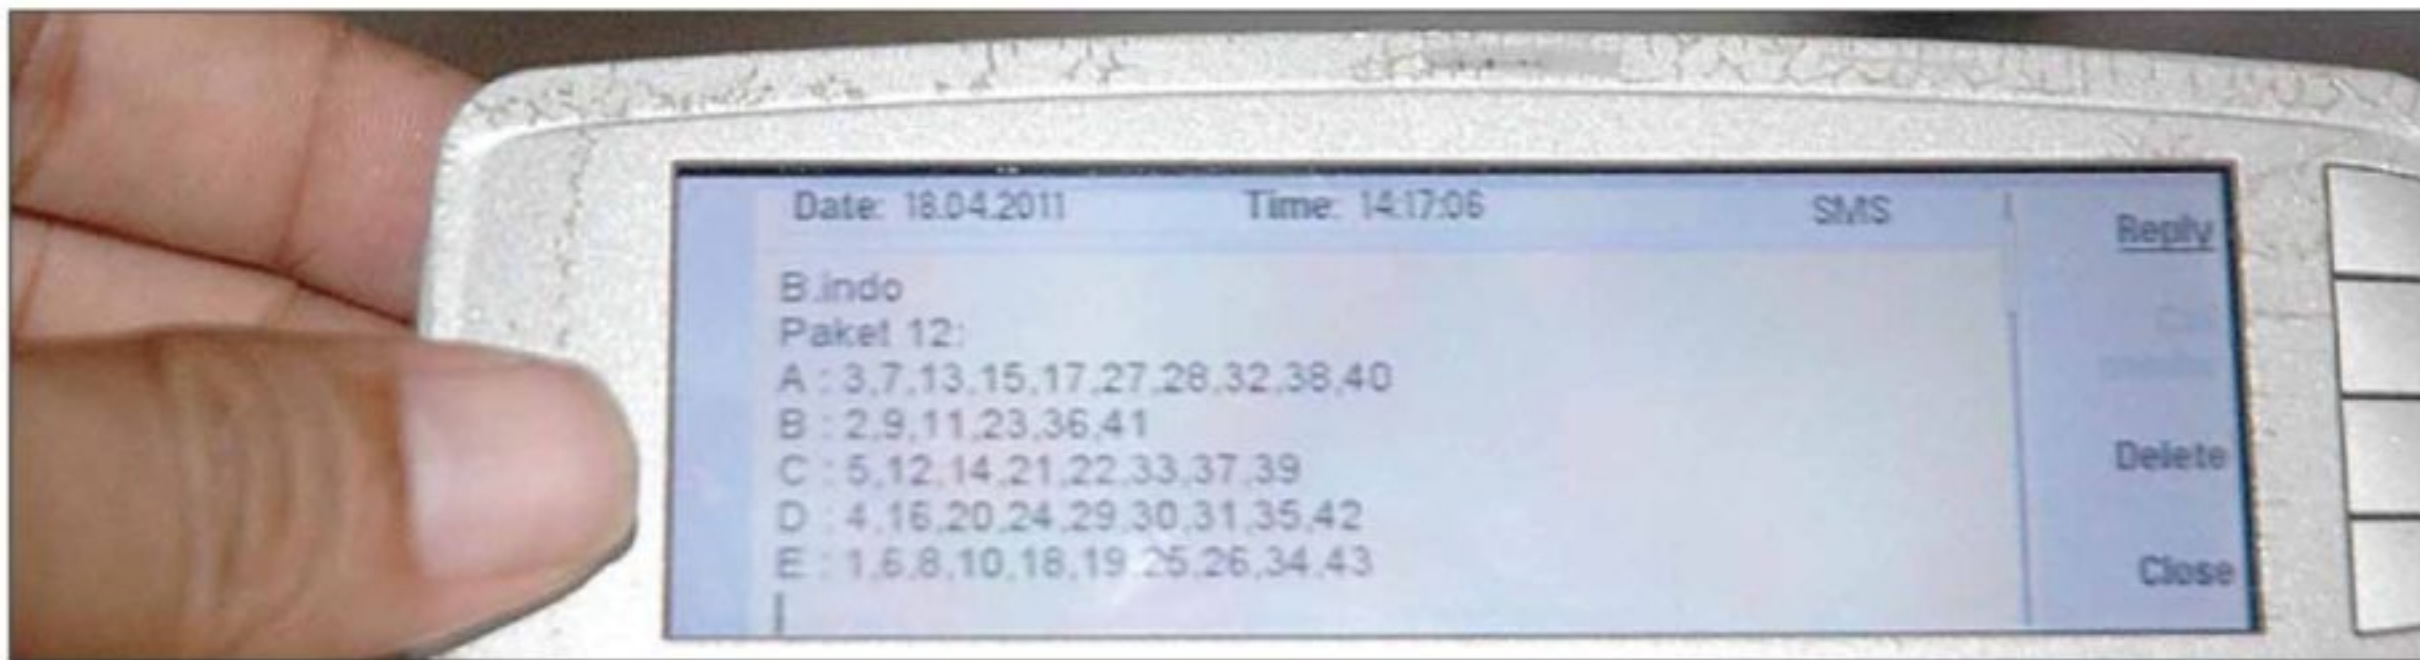 Date: 18.04.2011 Time: 14:17:06 SMS
Reply
B.indo
Paket 12:
A : 3,7,13,15,17,27,28,32,38,40
B : 2,9,11,23,36,41
C : 5,12,14,21,22,33,37,39
D : 4,16,20,24,29,30,31,35,42
E : 1,6,8,10,18,19,25,26,34,43
Delete
Close